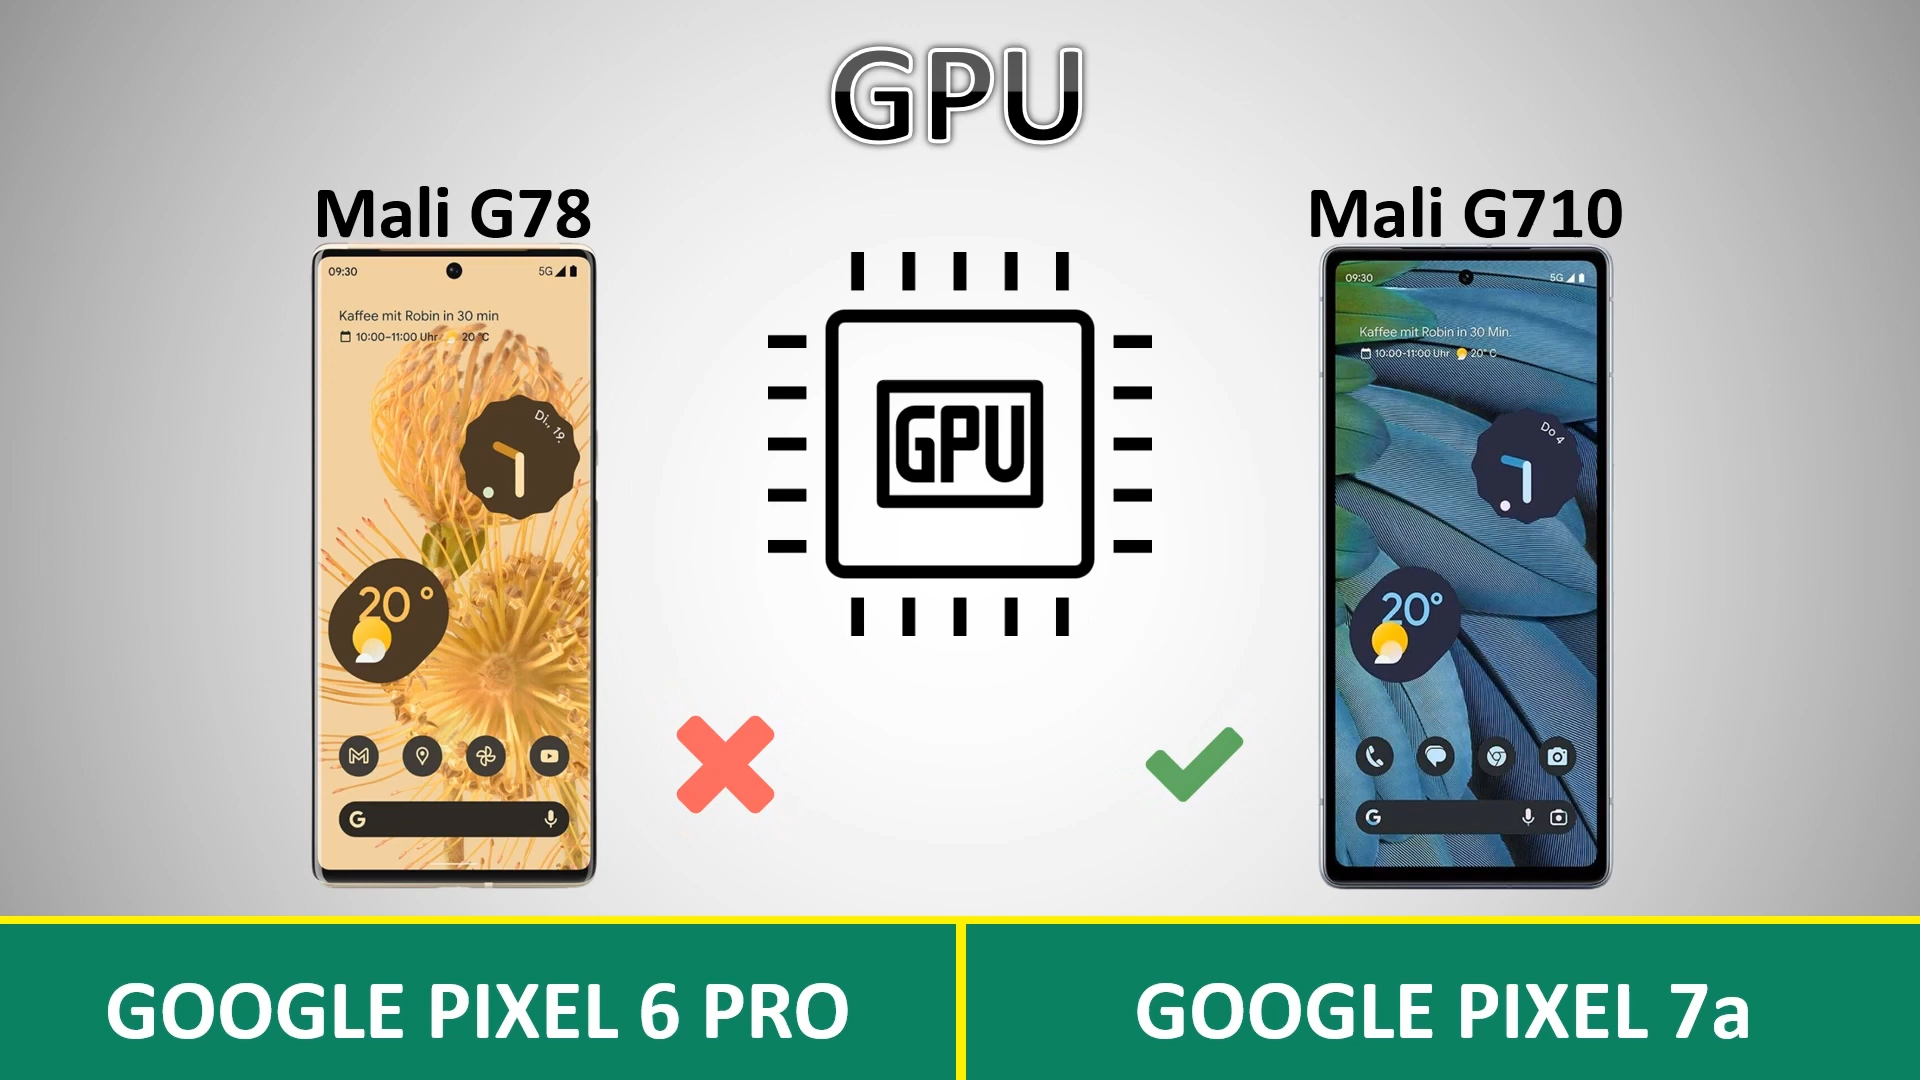 GPU
Mali G78
Mali G710
09:30
5G
Kaffee mit Robin in 30 min
10:00–11:00 Uhr 20 °C
Di., 19.
20°
G
09:30
5G
Kaffee mit Robin in 30 Min.
10:00-11:00 Uhr 20° C
Do 4
20°
G
GPU
GOOGLE PIXEL 6 PRO
GOOGLE PIXEL 7a